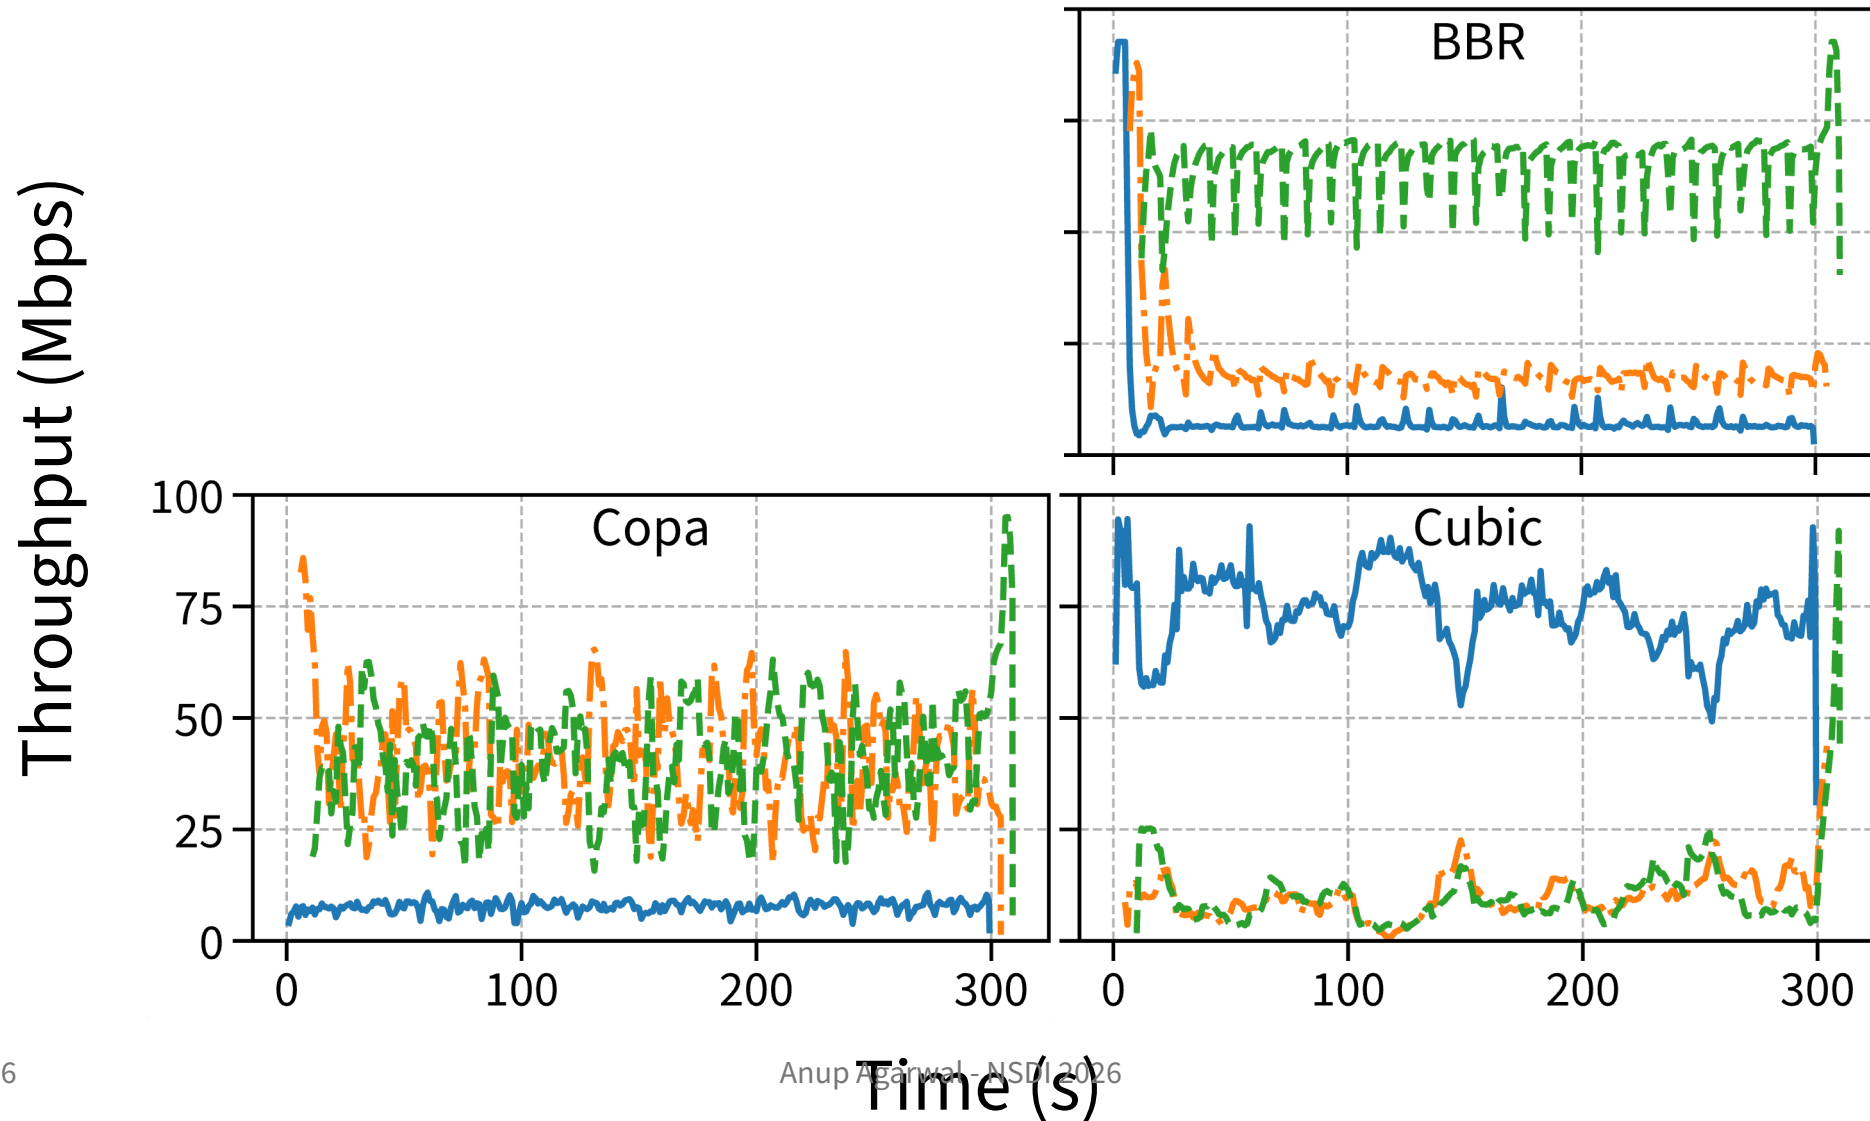 BBR
Throughput (Mbps)
Copa
Cubic
100
75
50
25
0
0 100 200 300
0 100 200 300
Time (s)
6
Anup Agarwal - NSDI 2026